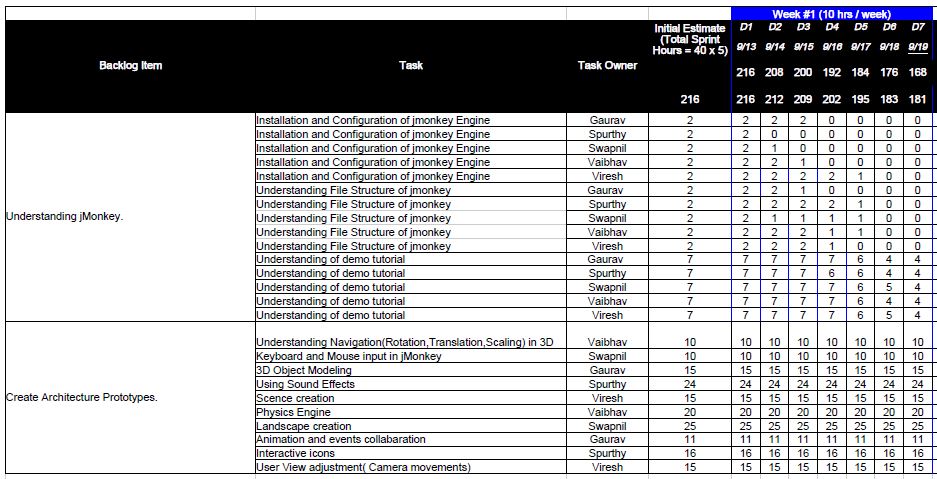 Week #1 (10 hrs / week)
Backlog Item Task Task Owner Initial Estimate (Total Sprint Hours = 40 x 5) D1 D2 D3 D4 D5 D6 D7
9/13 9/14 9/15 9/16 9/17 9/18 9/19
216 208 200 192 184 176 168
216 216 212 209 202 195 183 181
Understanding jMonkey.
Installation and Configuration of jmonkey Engine Gaurav 2 2 2 2 0 0 0 0
Installation and Configuration of jmonkey Engine Spurthy 2 2 0 0 0 0 0 0
Installation and Configuration of jmonkey Engine Swapnil 2 2 1 0 0 0 0 0
Installation and Configuration of jmonkey Engine Vaibhav 2 2 2 1 0 0 0 0
Installation and Configuration of jmonkey Engine Viresh 2 2 2 2 2 1 0 0
Understanding File Structure of jmonkey Gaurav 2 2 2 1 0 0 0 0
Understanding File Structure of jmonkey Spurthy 2 2 2 2 2 1 0 0
Understanding File Structure of jmonkey Swapnil 2 2 1 1 1 1 0 0
Understanding File Structure of jmonkey Vaibhav 2 2 2 2 1 1 0 0
Understanding File Structure of jmonkey Viresh 2 2 2 2 1 0 0 0
Understanding of demo tutorial Gaurav 7 7 7 7 7 6 4 4
Understanding of demo tutorial Spurthy 7 7 7 7 6 6 4 4
Understanding of demo tutorial Swapnil 7 7 7 7 7 6 5 4
Understanding of demo tutorial Vaibhav 7 7 7 7 7 6 4 4
Understanding of demo tutorial Viresh 7 7 7 7 7 6 5 4
Create Architecture Prototypes.
Understanding Navigation(Rotation,Translation,Scaling) in 3D Vaibhav 10 10 10 10 10 10 10 10
Keyboard and Mouse input in jMonkey Swapnil 10 10 10 10 10 10 10 10
3D Object Modeling Gaurav 15 15 15 15 15 15 15 15
Using Sound Effects Spurthy 24 24 24 24 24 24 24 24
Scence creation Viresh 15 15 15 15 15 15 15 15
Physics Engine Vaibhav 20 20 20 20 20 20 20 20
Landscape creation Swapnil 25 25 25 25 25 25 25 25
Animation and events collabaration Gaurav 11 11 11 11 11 11 11 11
Interactive icons Spurthy 16 16 16 16 16 16 16 16
User View adjustment( Camera movements) Viresh 15 15 15 15 15 15 15 15